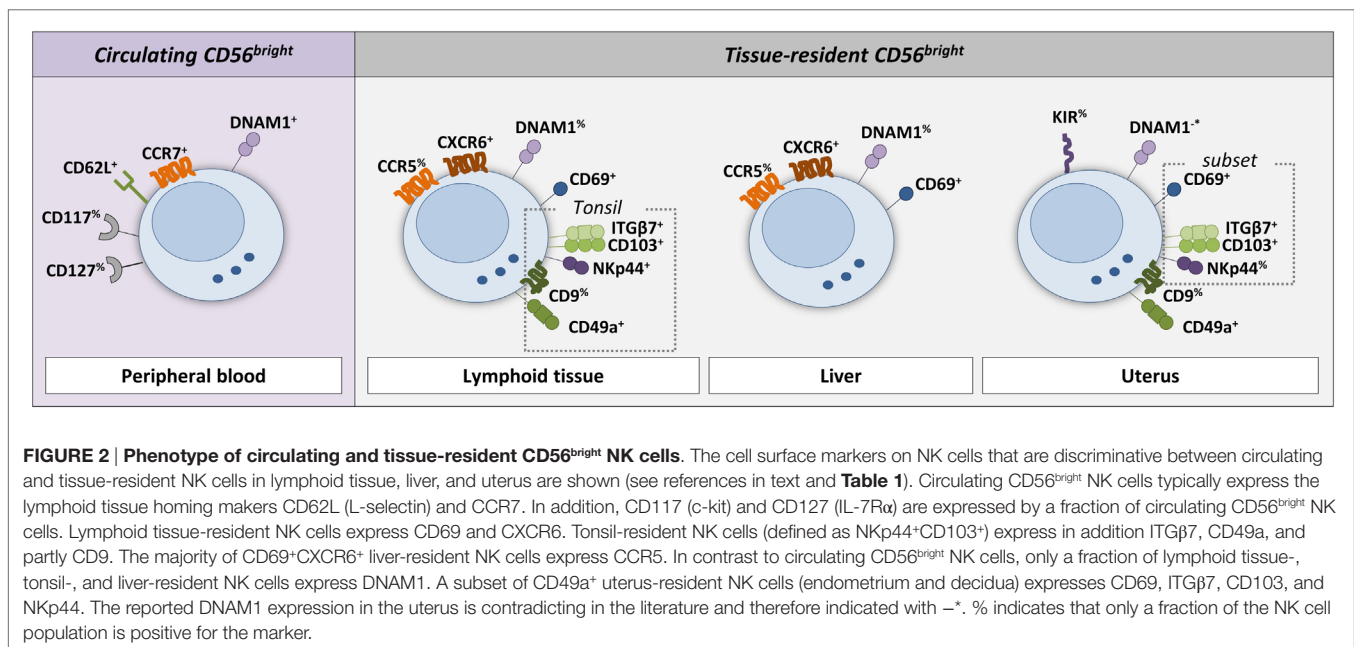 Circulating CD56bright
Tissue-resident CD56bright
DNAM1+
CCR7+
CD62L+
CD117%
CD127%
Peripheral blood
DNAM1%
CXCR6+
CCR5%
CD69+
Tonsil
ITGβ7+
CD103+
NKp44+
CD9%
CD49a+
Lymphoid tissue
DNAM1%
CXCR6+
CCR5%
CD69+
Liver
KIR%
DNAM1-*
subset
CD69+
ITGβ7+
CD103+
NKp44%
CD9%
CD49a+
Uterus
FIGURE 2 | Phenotype of circulating and tissue-resident CD56bright NK cells. The cell surface markers on NK cells that are discriminative between circulating
and tissue-resident NK cells in lymphoid tissue, liver, and uterus are shown (see references in text and Table 1). Circulating CD56bright NK cells typically express the
lymphoid tissue homing makers CD62L (L-selectin) and CCR7. In addition, CD117 (c-kit) and CD127 (IL-7Rα) are expressed by a fraction of circulating CD56bright NK
cells. Lymphoid tissue-resident NK cells express CD69 and CXCR6. Tonsil-resident NK cells (defined as NKp44+CD103+) express in addition ITGβ7, CD49a, and
partly CD9. The majority of CD69+CXCR6+ liver-resident NK cells express CCR5. In contrast to circulating CD56bright NK cells, only a fraction of lymphoid tissue-,
tonsil-, and liver-resident NK cells express DNAM1. A subset of CD49a+ uterus-resident NK cells (endometrium and decidua) expresses CD69, ITGβ7, CD103, and
NKp44. The reported DNAM1 expression in the uterus is contradicting in the literature and therefore indicated with −*. % indicates that only a fraction of the NK cell
population is positive for the marker.